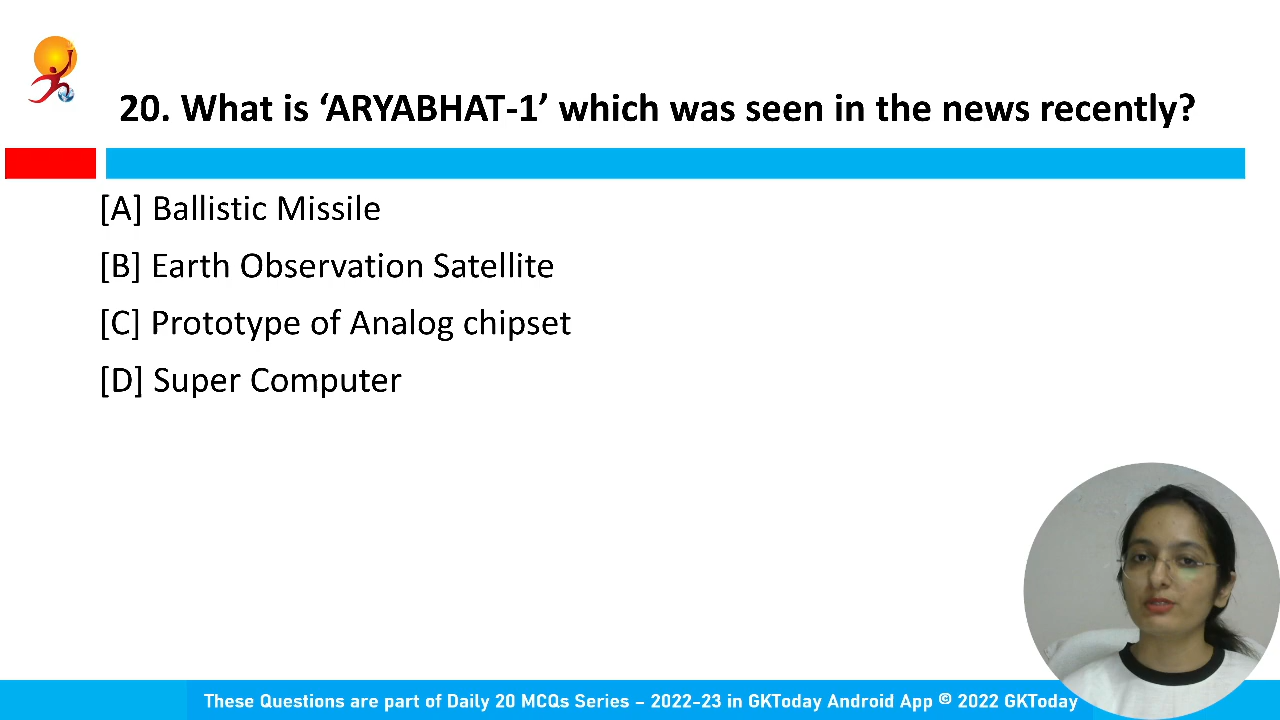 20. What is ‘ARYABHAT-1’ which was seen in the news recently?
[A] Ballistic Missile
[B] Earth Observation Satellite
[C] Prototype of Analog chipset
[D] Super Computer
These Questions are part of Daily 20 MCQs Series – 2022-23 in GKToday Android App © 2022 GKToday